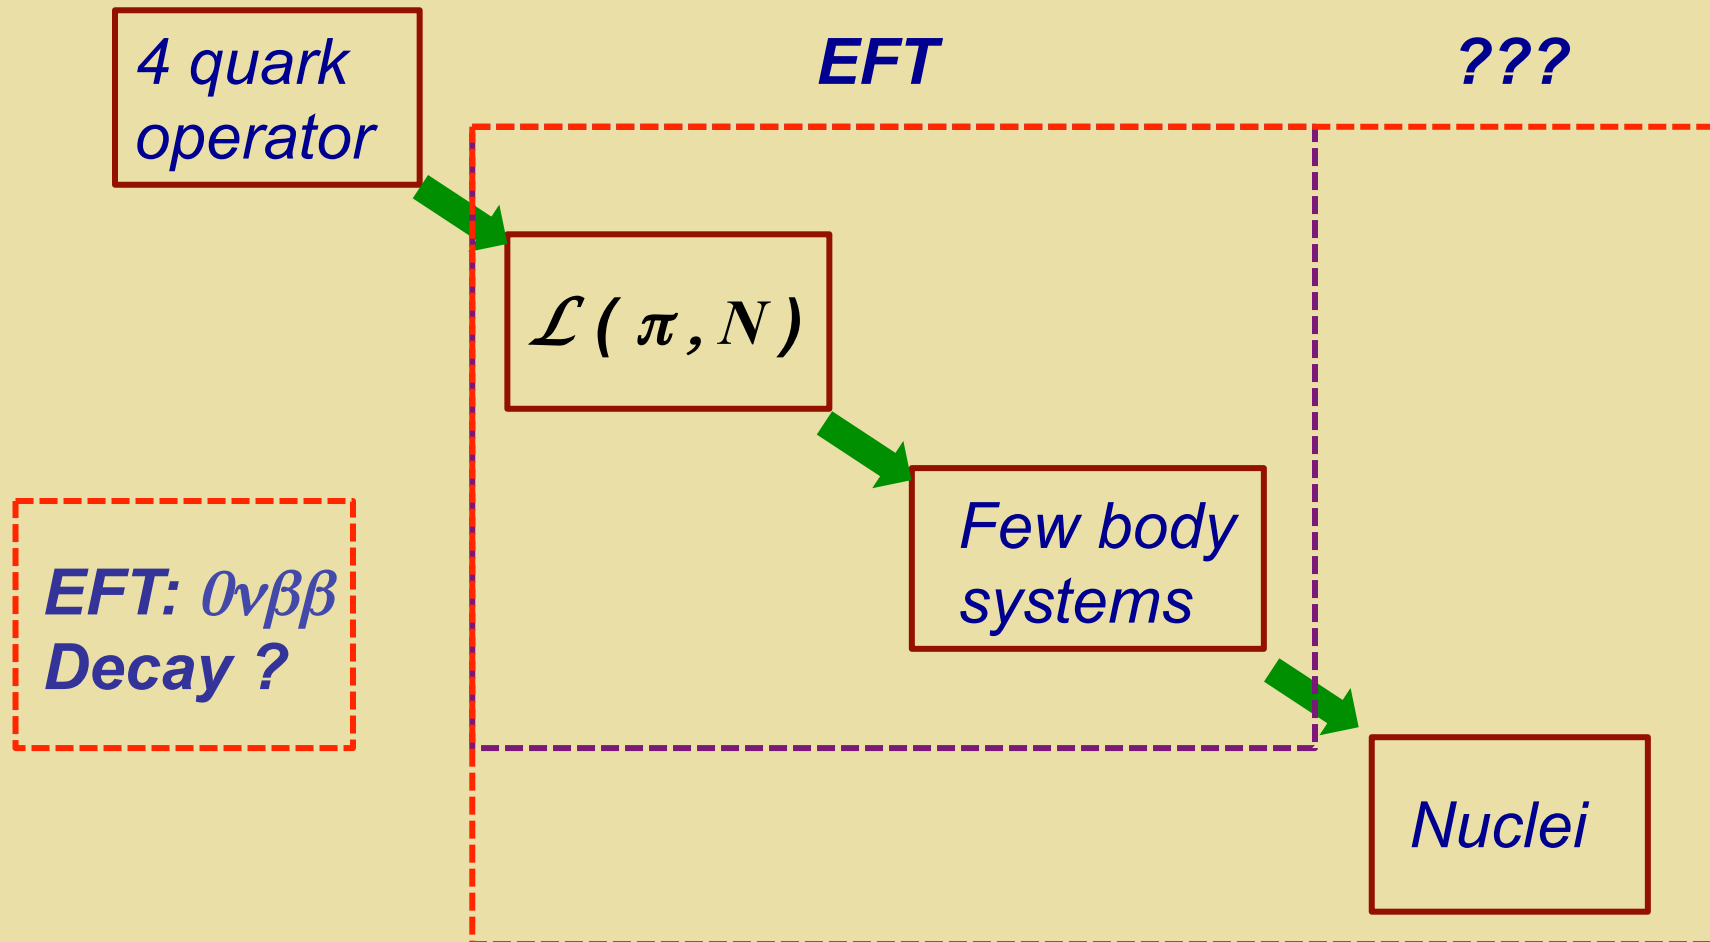 4 quark
operator
EFT
???
ℒ ( π , N )
Few body
systems
EFT: 0νββ
Decay ?
Nuclei